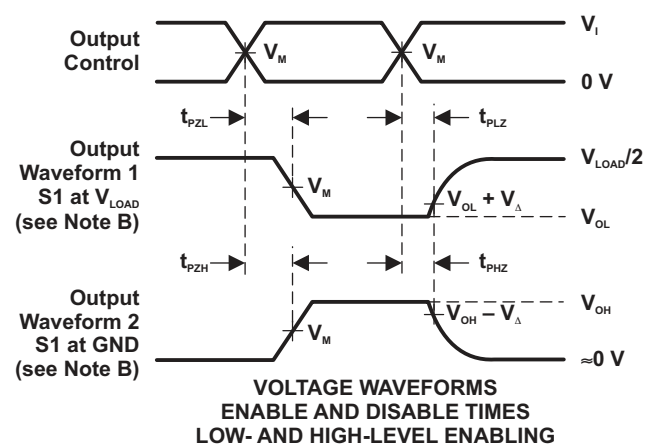 Output
Control
V_M
V_M
V_I
0 V
t_PZL
t_PLZ
Output
Waveform 1
S1 at V_LOAD
(see Note B)
V_M
V_OL + V_Δ
V_LOAD/2
V_OL
t_PZH
t_PHZ
Output
Waveform 2
S1 at GND
(see Note B)
V_M
V_OH – V_Δ
V_OH
≈0 V
VOLTAGE WAVEFORMS
ENABLE AND DISABLE TIMES
LOW- AND HIGH-LEVEL ENABLING